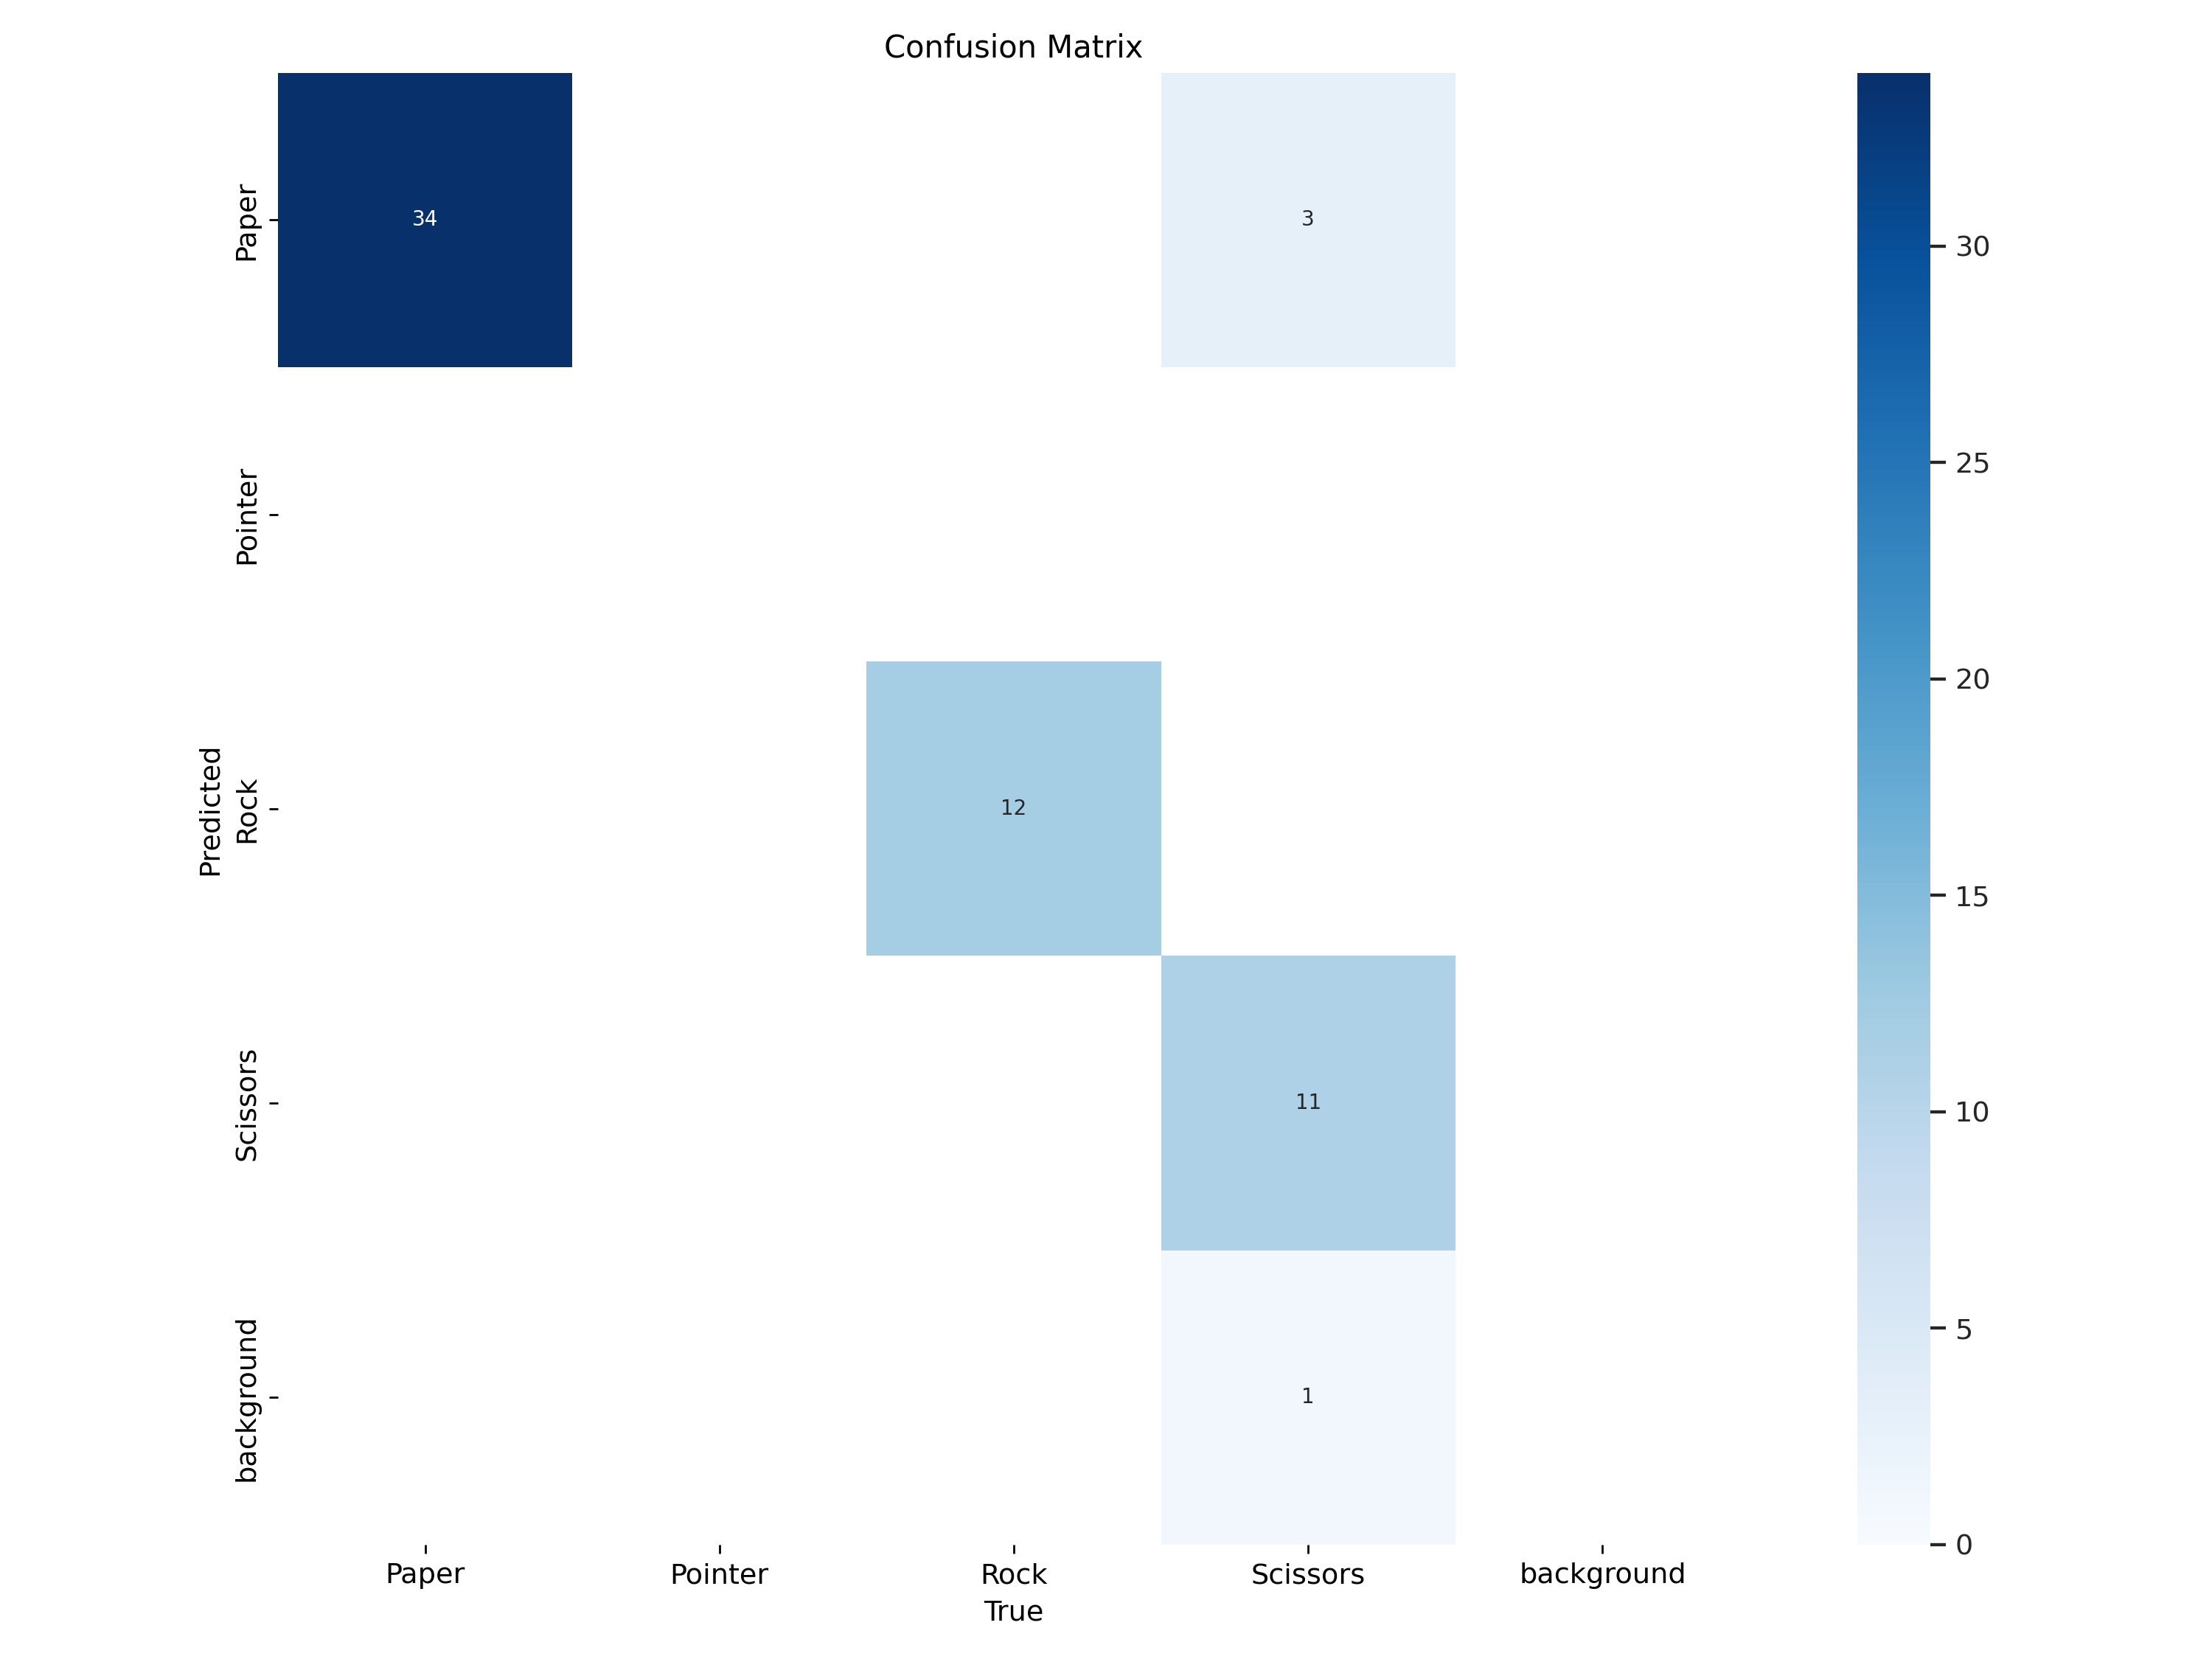 Confusion Matrix
Paper
34
3
30
25
Pointer
20
Predicted
Rock
12
15
Scissors
11
10
background
1
5
0
Paper
Pointer
Rock
Scissors
background
True